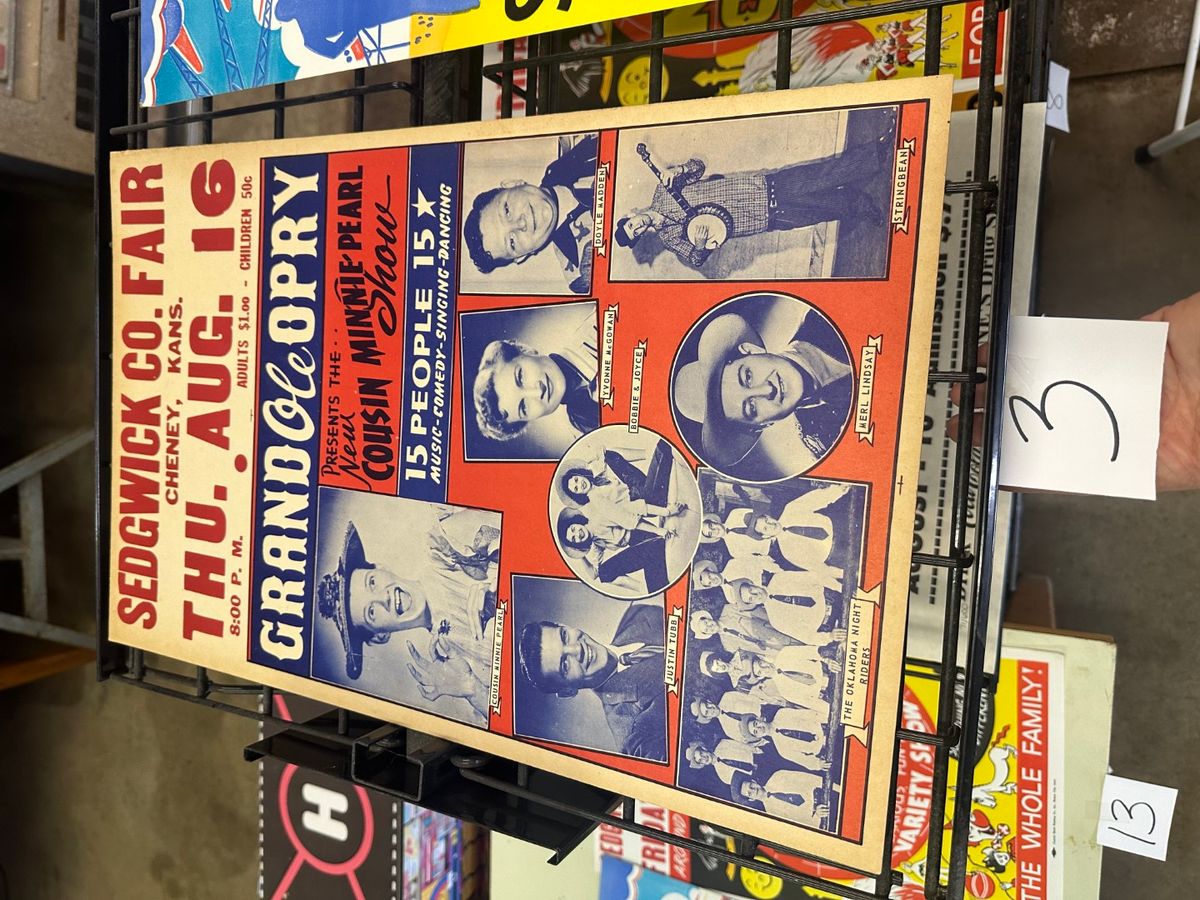 SEDGWICK CO. FAIR
CHENEY, KANS.
THU. AUG. 16
8:00 P. M.
ADULTS $1.00 - CHILDREN 50c
GRAND Ole OPRY
PRESENTS THE..
New
COUSIN MINNIE PEARL
Show
15 PEOPLE 15
MUSIC-COMEDY-SINGING-DANCING
COUSIN MINNIE PEARL
YVONNE McGOWAN
DOYLE MADDEN
JUSTIN TUBB
BOBBIE & JOYCE
STRINGBEAN
MERL LINDSAY
THE OKLAHOMA NIGHT
RIDERS
3
13
8
H
VARIETY SHOW
THE WHOLE FAMILY!
FRIDA